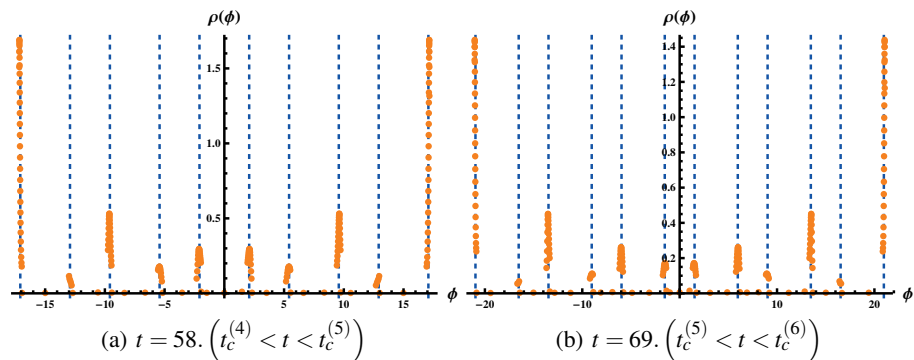 ρ(φ)
1.5
1.0
0.5
−15 −10 −5 5 10 15 φ
(a) t = 58. (t_c^{(4)} < t < t_c^{(5)})
ρ(φ)
1.4
1.2
1.0
0.8
0.6
0.4
0.2
−20 −10 10 20 φ
(b) t = 69. (t_c^{(5)} < t < t_c^{(6)})